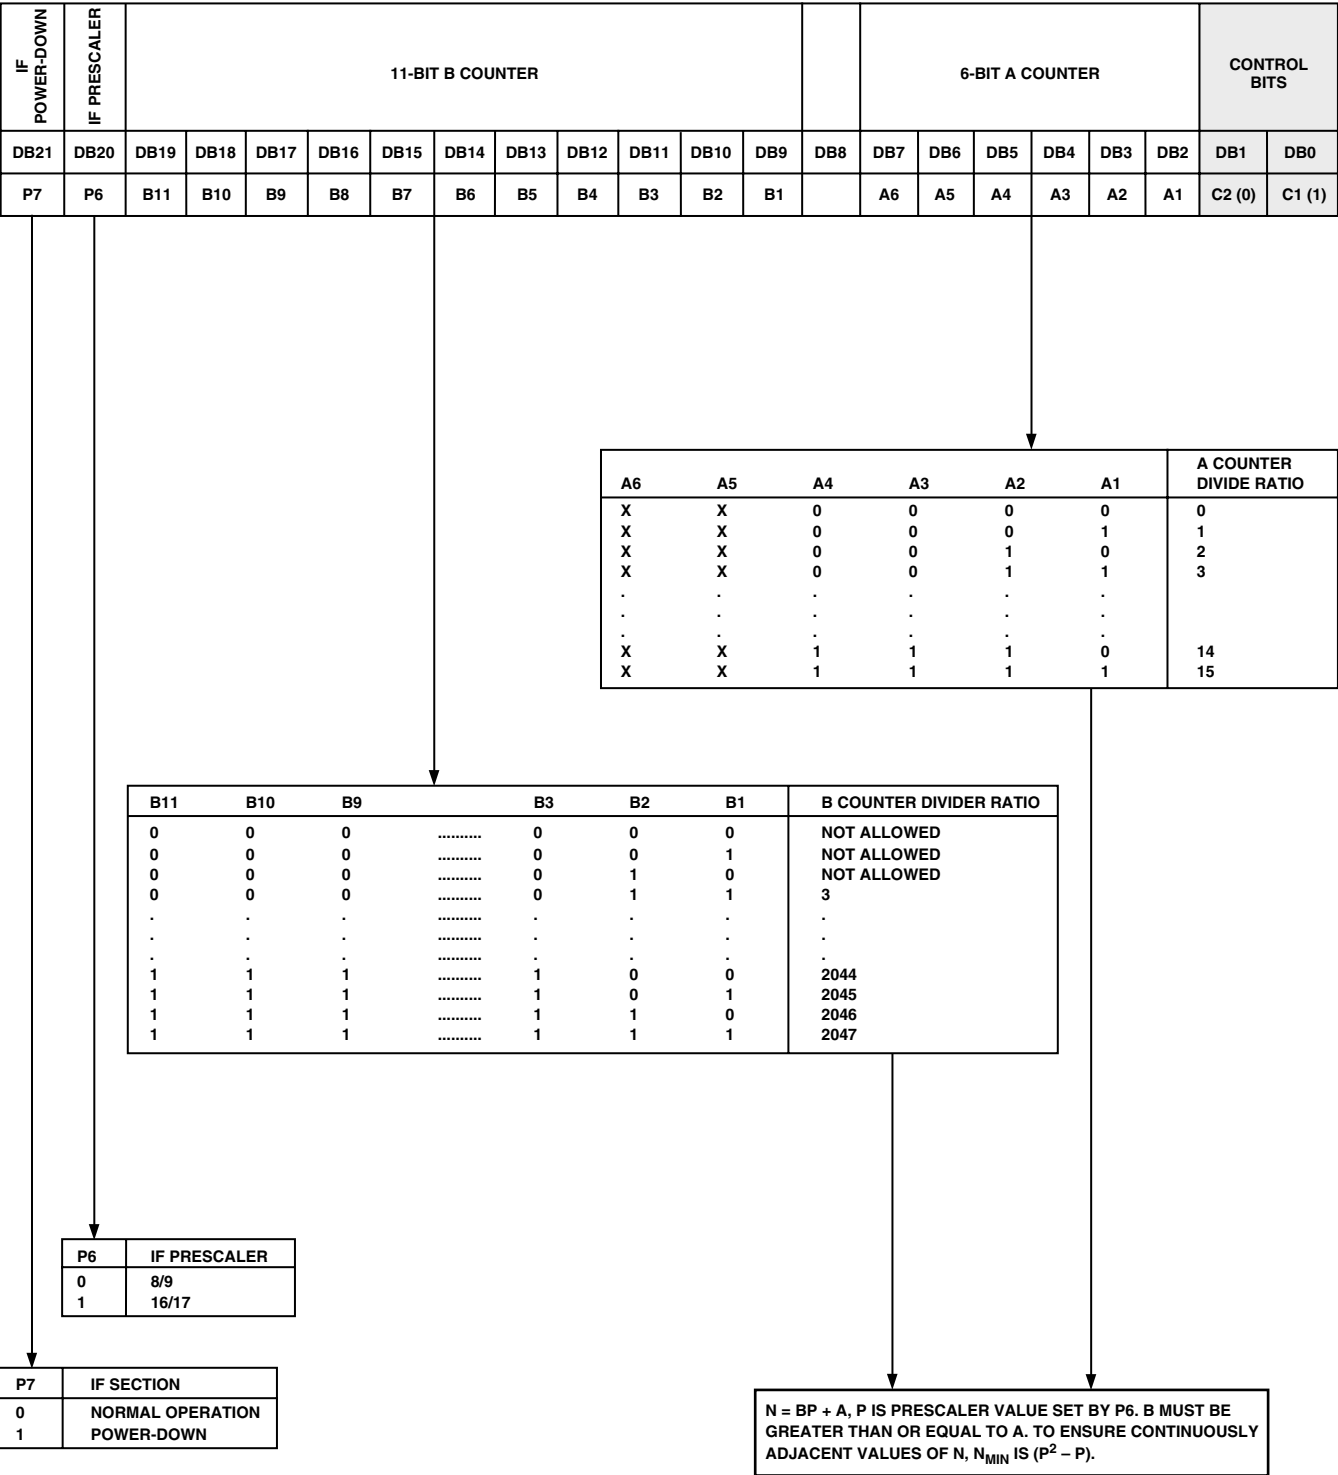 IF
POWER-DOWN
IF PRESCALER
11-BIT B COUNTER
6-BIT A COUNTER
CONTROL
BITS
DB21 DB20 DB19 DB18 DB17 DB16 DB15 DB14 DB13 DB12 DB11 DB10 DB9 DB8 DB7 DB6 DB5 DB4 DB3 DB2 DB1 DB0
P7 P6 B11 B10 B9 B8 B7 B6 B5 B4 B3 B2 B1 A6 A5 A4 A3 A2 A1 C2 (0) C1 (1)
A COUNTER
A6 A5 A4 A3 A2 A1 DIVIDE RATIO
X X 0 0 0 0 0
X X 0 0 0 1 1
X X 0 0 1 0 2
X X 0 0 1 1 3
. . . . . .
. . . . . .
. . . . . .
X X 1 1 1 0 14
X X 1 1 1 1 15
B11 B10 B9 B3 B2 B1 B COUNTER DIVIDER RATIO
0 0 0 .......... 0 0 0 NOT ALLOWED
0 0 0 .......... 0 0 1 NOT ALLOWED
0 0 0 .......... 0 1 0 NOT ALLOWED
0 0 0 .......... 0 1 1 3
. . . .......... . . . .
. . . .......... . . . .
. . . .......... . . . .
1 1 1 .......... 1 0 0 2044
1 1 1 .......... 1 0 1 2045
1 1 1 .......... 1 1 0 2046
1 1 1 .......... 1 1 1 2047
P6 IF PRESCALER
0 8/9
1 16/17
P7 IF SECTION
0 NORMAL OPERATION
1 POWER-DOWN
N = BP + A, P IS PRESCALER VALUE SET BY P6. B MUST BE
GREATER THAN OR EQUAL TO A. TO ENSURE CONTINUOUSLY
ADJACENT VALUES OF N, N_MIN IS (P² – P).